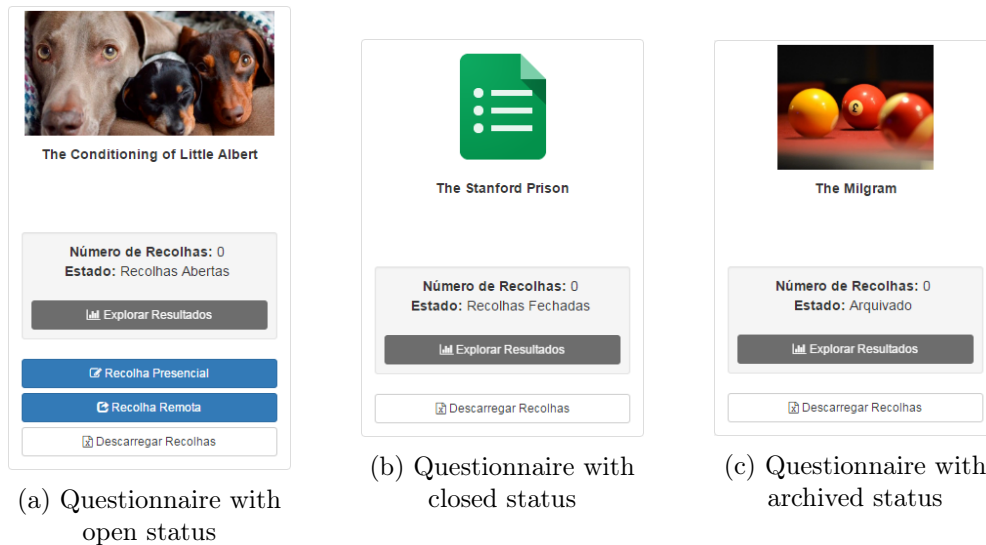 The Conditioning of Little Albert
Número de Recolhas: 0
Estado: Recolhas Abertas
Explorar Resultados
Recolha Presencial
Recolha Remota
Descarregar Recolhas
(a) Questionnaire with
open status
The Stanford Prison
Número de Recolhas: 0
Estado: Recolhas Fechadas
Explorar Resultados
Descarregar Recolhas
(b) Questionnaire with
closed status
3
The Milgram
Número de Recolhas: 0
Estado: Arquivado
Explorar Resultados
Descarregar Recolhas
(c) Questionnaire with
archived status